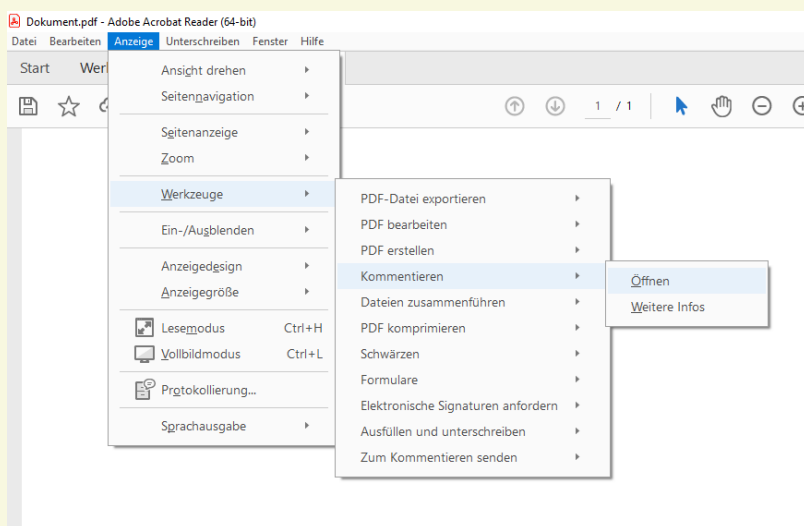 Dokument.pdf - Adobe Acrobat Reader (64-bit)
Datei Bearbeiten Anzeige Unterschreiben Fenster Hilfe
Start
1 / 1
Ansicht drehen
Seitennavigation
Seitenanzeige
Zoom
Werkzeuge
Ein-/Ausblenden
Anzeigedesign
Anzeigegröße
Lesemodus Ctrl+H
Vollbildmodus Ctrl+L
Protokollierung...
Sprachausgabe
PDF-Datei exportieren
PDF bearbeiten
PDF erstellen
Kommentieren
Dateien zusammenführen
PDF komprimieren
Schwärzen
Formulare
Elektronische Signaturen anfordern
Ausfüllen und unterschreiben
Zum Kommentieren senden
Öffnen
Weitere Infos